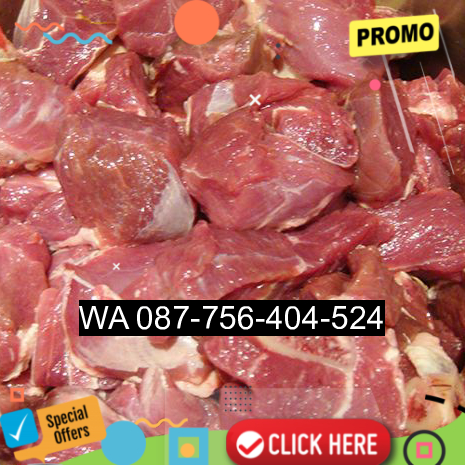 PROMO
WA 087-756-404-524
Special
Offers
CLICK HERE